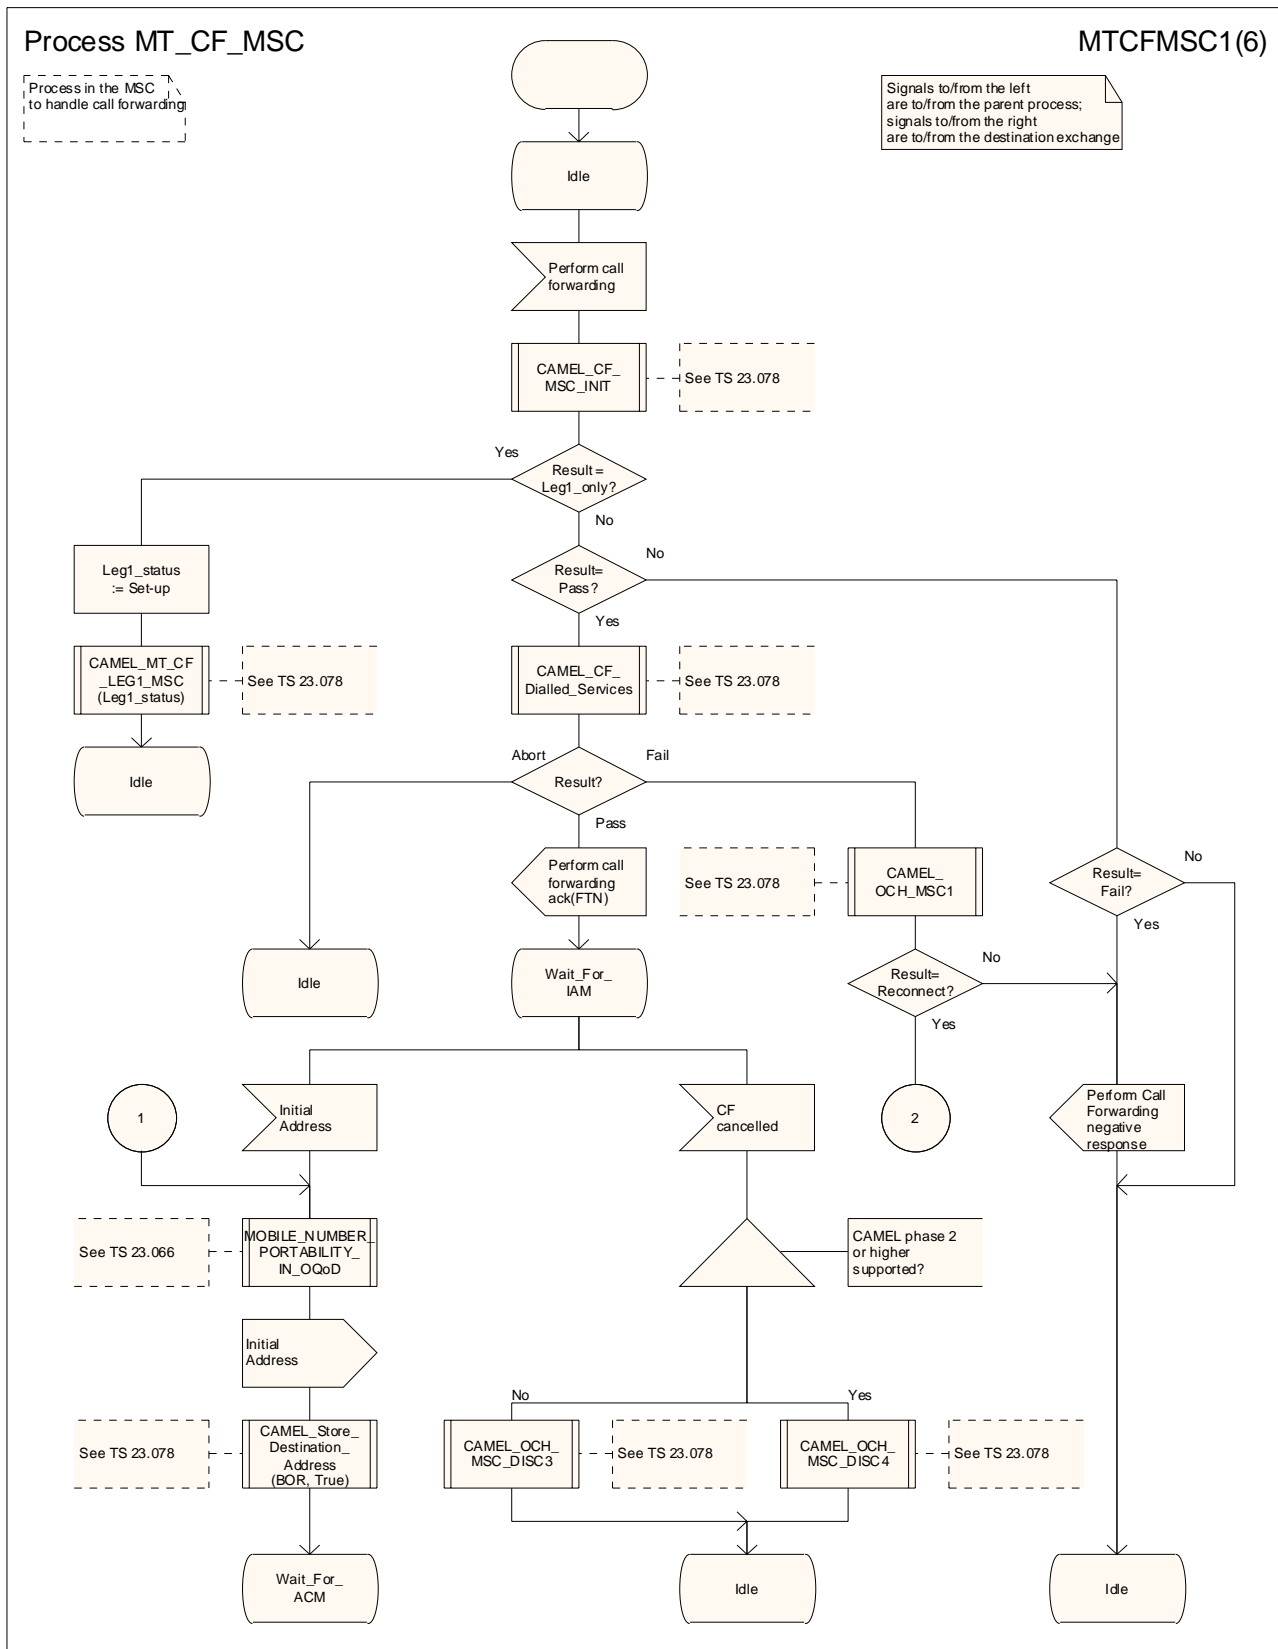 Process MT_CF_MSC
MTCFMSC1(6)
Process in the MSC
to handle call forwarding
Signals to/from the left
are to/from the parent process;
signals to/from the right
are to/from the destination exchange
Idle
Perform call
forwarding
CAMEL_CF_
MSC_INIT
See TS 23.078
Yes
Result =
Leg1_only?
No
Leg1_status
:= Set-up
Result=
Pass?
No
Yes
CAMEL_MT_CF
_LEG1_MSC
(Leg1_status)
See TS 23.078
CAMEL_CF_
Dialled_Services
See TS 23.078
Idle
Abort
Result?
Fail
Pass
Perform call
forwarding
ack(FTN)
See TS 23.078
CAMEL_
OCH_MSC1
Result=
Fail?
No
Yes
Idle
Wait_For_
IAM
Result=
Reconnect?
No
Yes
1
Initial
Address
CF
cancelled
2
Perform Call
Forwarding
negative
response
See TS 23.066
MOBILE_NUMBER_
PORTABILITY_
IN_OQoD
CAMEL phase 2
or higher
supported?
Initial
Address
No
Yes
See TS 23.078
CAMEL_Store_
Destination_
Address
(BOR, True)
CAMEL_OCH_
MSC_DISC3
See TS 23.078
CAMEL_OCH_
MSC_DISC4
See TS 23.078
Wait_For_
ACM
Idle
Idle